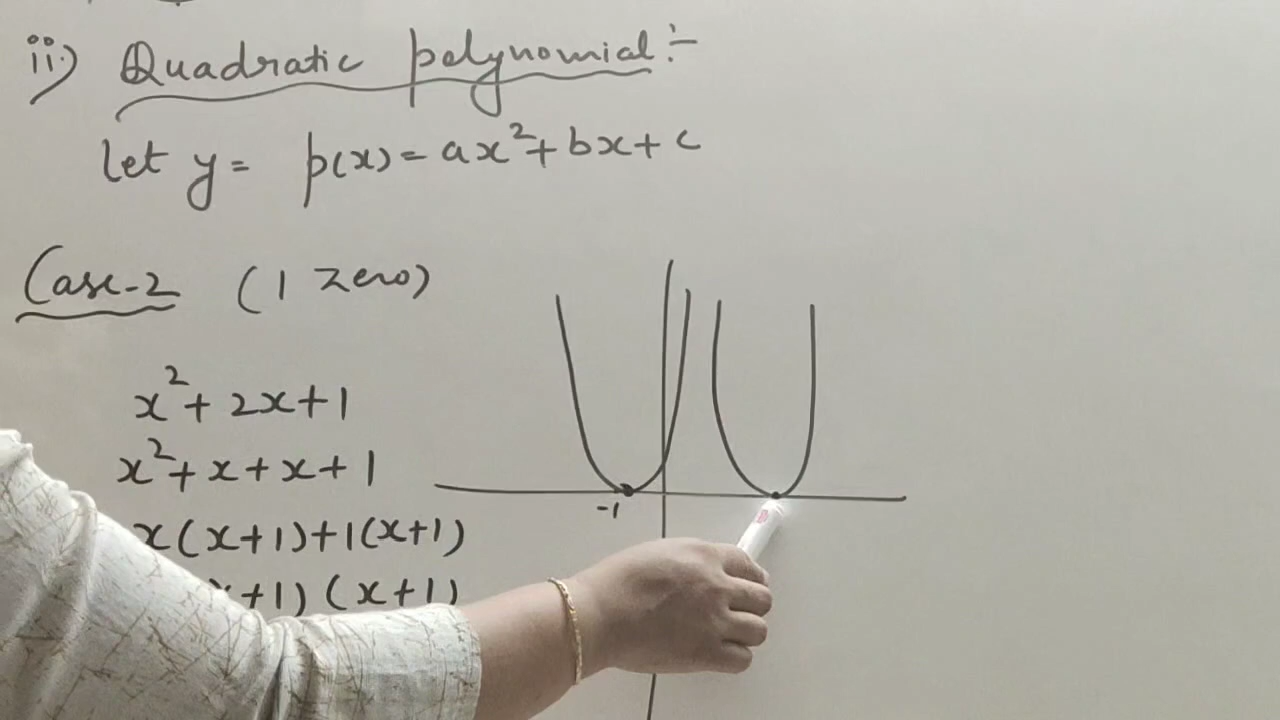 ii) Quadratic polynomial :-
let y = p(x) = ax²+bx+c
Case-2 (1 Zero)
x²+2x+1
x²+x+x+1
x(x+1)+1(x+1)
x+1)(x+1)
-1